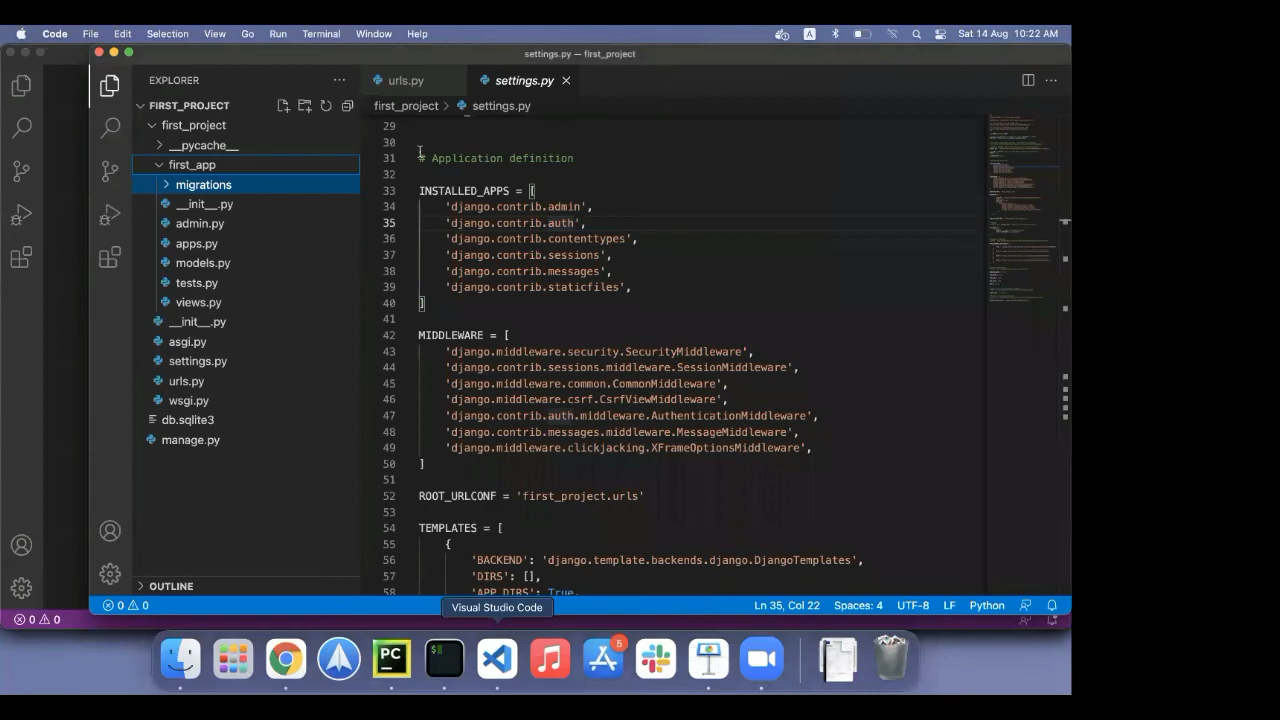 Code File Edit Selection View Go Run Terminal Window Help A Sat 14 Aug 10:22 AM
settings.py — first_project
EXPLORER
FIRST_PROJECT
first_project
__pycache__
first_app
migrations
__init__.py
admin.py
apps.py
models.py
tests.py
views.py
__init__.py
asgi.py
settings.py
urls.py
wsgi.py
db.sqlite3
manage.py
OUTLINE
urls.py settings.py
first_project > settings.py
29
30
31 # Application definition
32
33 INSTALLED_APPS = [
34 'django.contrib.admin',
35 'django.contrib.auth',
36 'django.contrib.contenttypes',
37 'django.contrib.sessions',
38 'django.contrib.messages',
39 'django.contrib.staticfiles',
40 ]
41
42 MIDDLEWARE = [
43 'django.middleware.security.SecurityMiddleware',
44 'django.contrib.sessions.middleware.SessionMiddleware',
45 'django.middleware.common.CommonMiddleware',
46 'django.middleware.csrf.CsrfViewMiddleware',
47 'django.contrib.auth.middleware.AuthenticationMiddleware',
48 'django.contrib.messages.middleware.MessageMiddleware',
49 'django.middleware.clickjacking.XFrameOptionsMiddleware',
50 ]
51
52 ROOT_URLCONF = 'first_project.urls'
53
54 TEMPLATES = [
55 {
56 'BACKEND': 'django.template.backends.django.DjangoTemplates',
57 'DIRS': [],
58 'APP_DIRS': True,
0 0 Ln 35, Col 22 Spaces: 4 UTF-8 LF Python
Visual Studio Code
0 0
PC
$
5